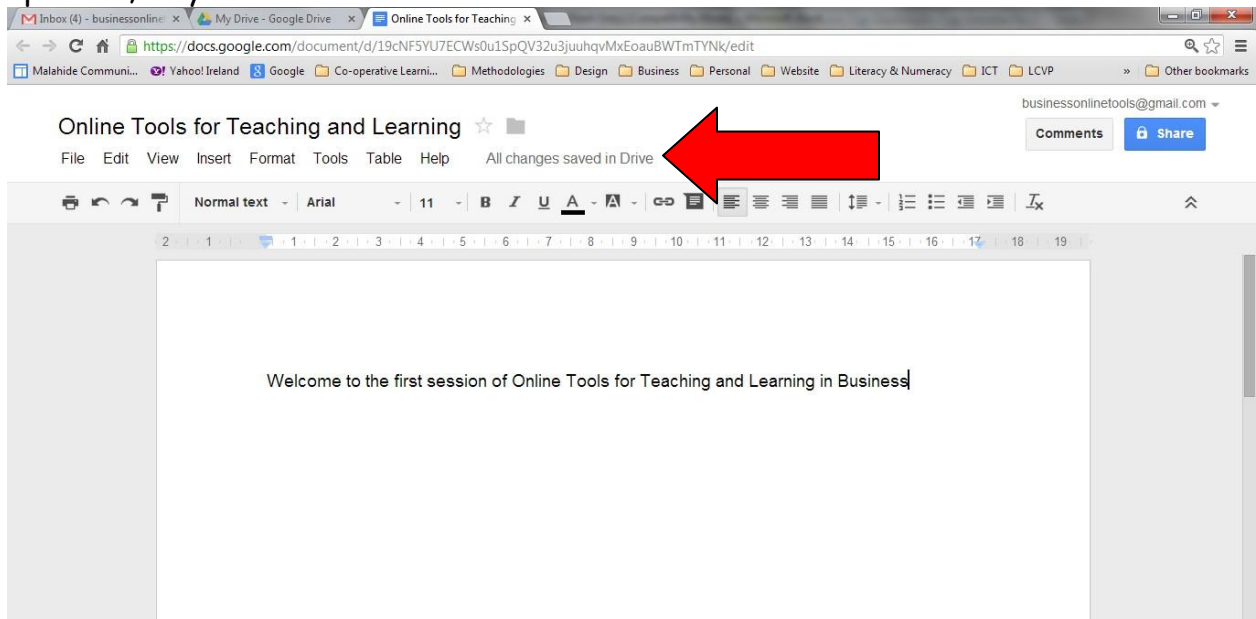 Inbox (4) - businessonline
My Drive - Google Drive
Online Tools for Teaching
https://docs.google.com/document/d/19cNF5YU7ECWs0u1SpQV32u3juuhqvMxEoauBWTmTYNk/edit
Malahide Communi... Yahoo! Ireland Google Co-operative Learni... Methodologies Design Business Personal Website Literacy & Numeracy ICT LCVP » Other bookmarks
businessonlinetools@gmail.com
Online Tools for Teaching and Learning
Comments Share
File Edit View Insert Format Tools Table Help All changes saved in Drive
Normal text Arial 11 B I U A A
2 1 1 2 3 4 5 6 7 8 9 10 11 12 13 14 15 16 17 18 19
Welcome to the first session of Online Tools for Teaching and Learning in Business